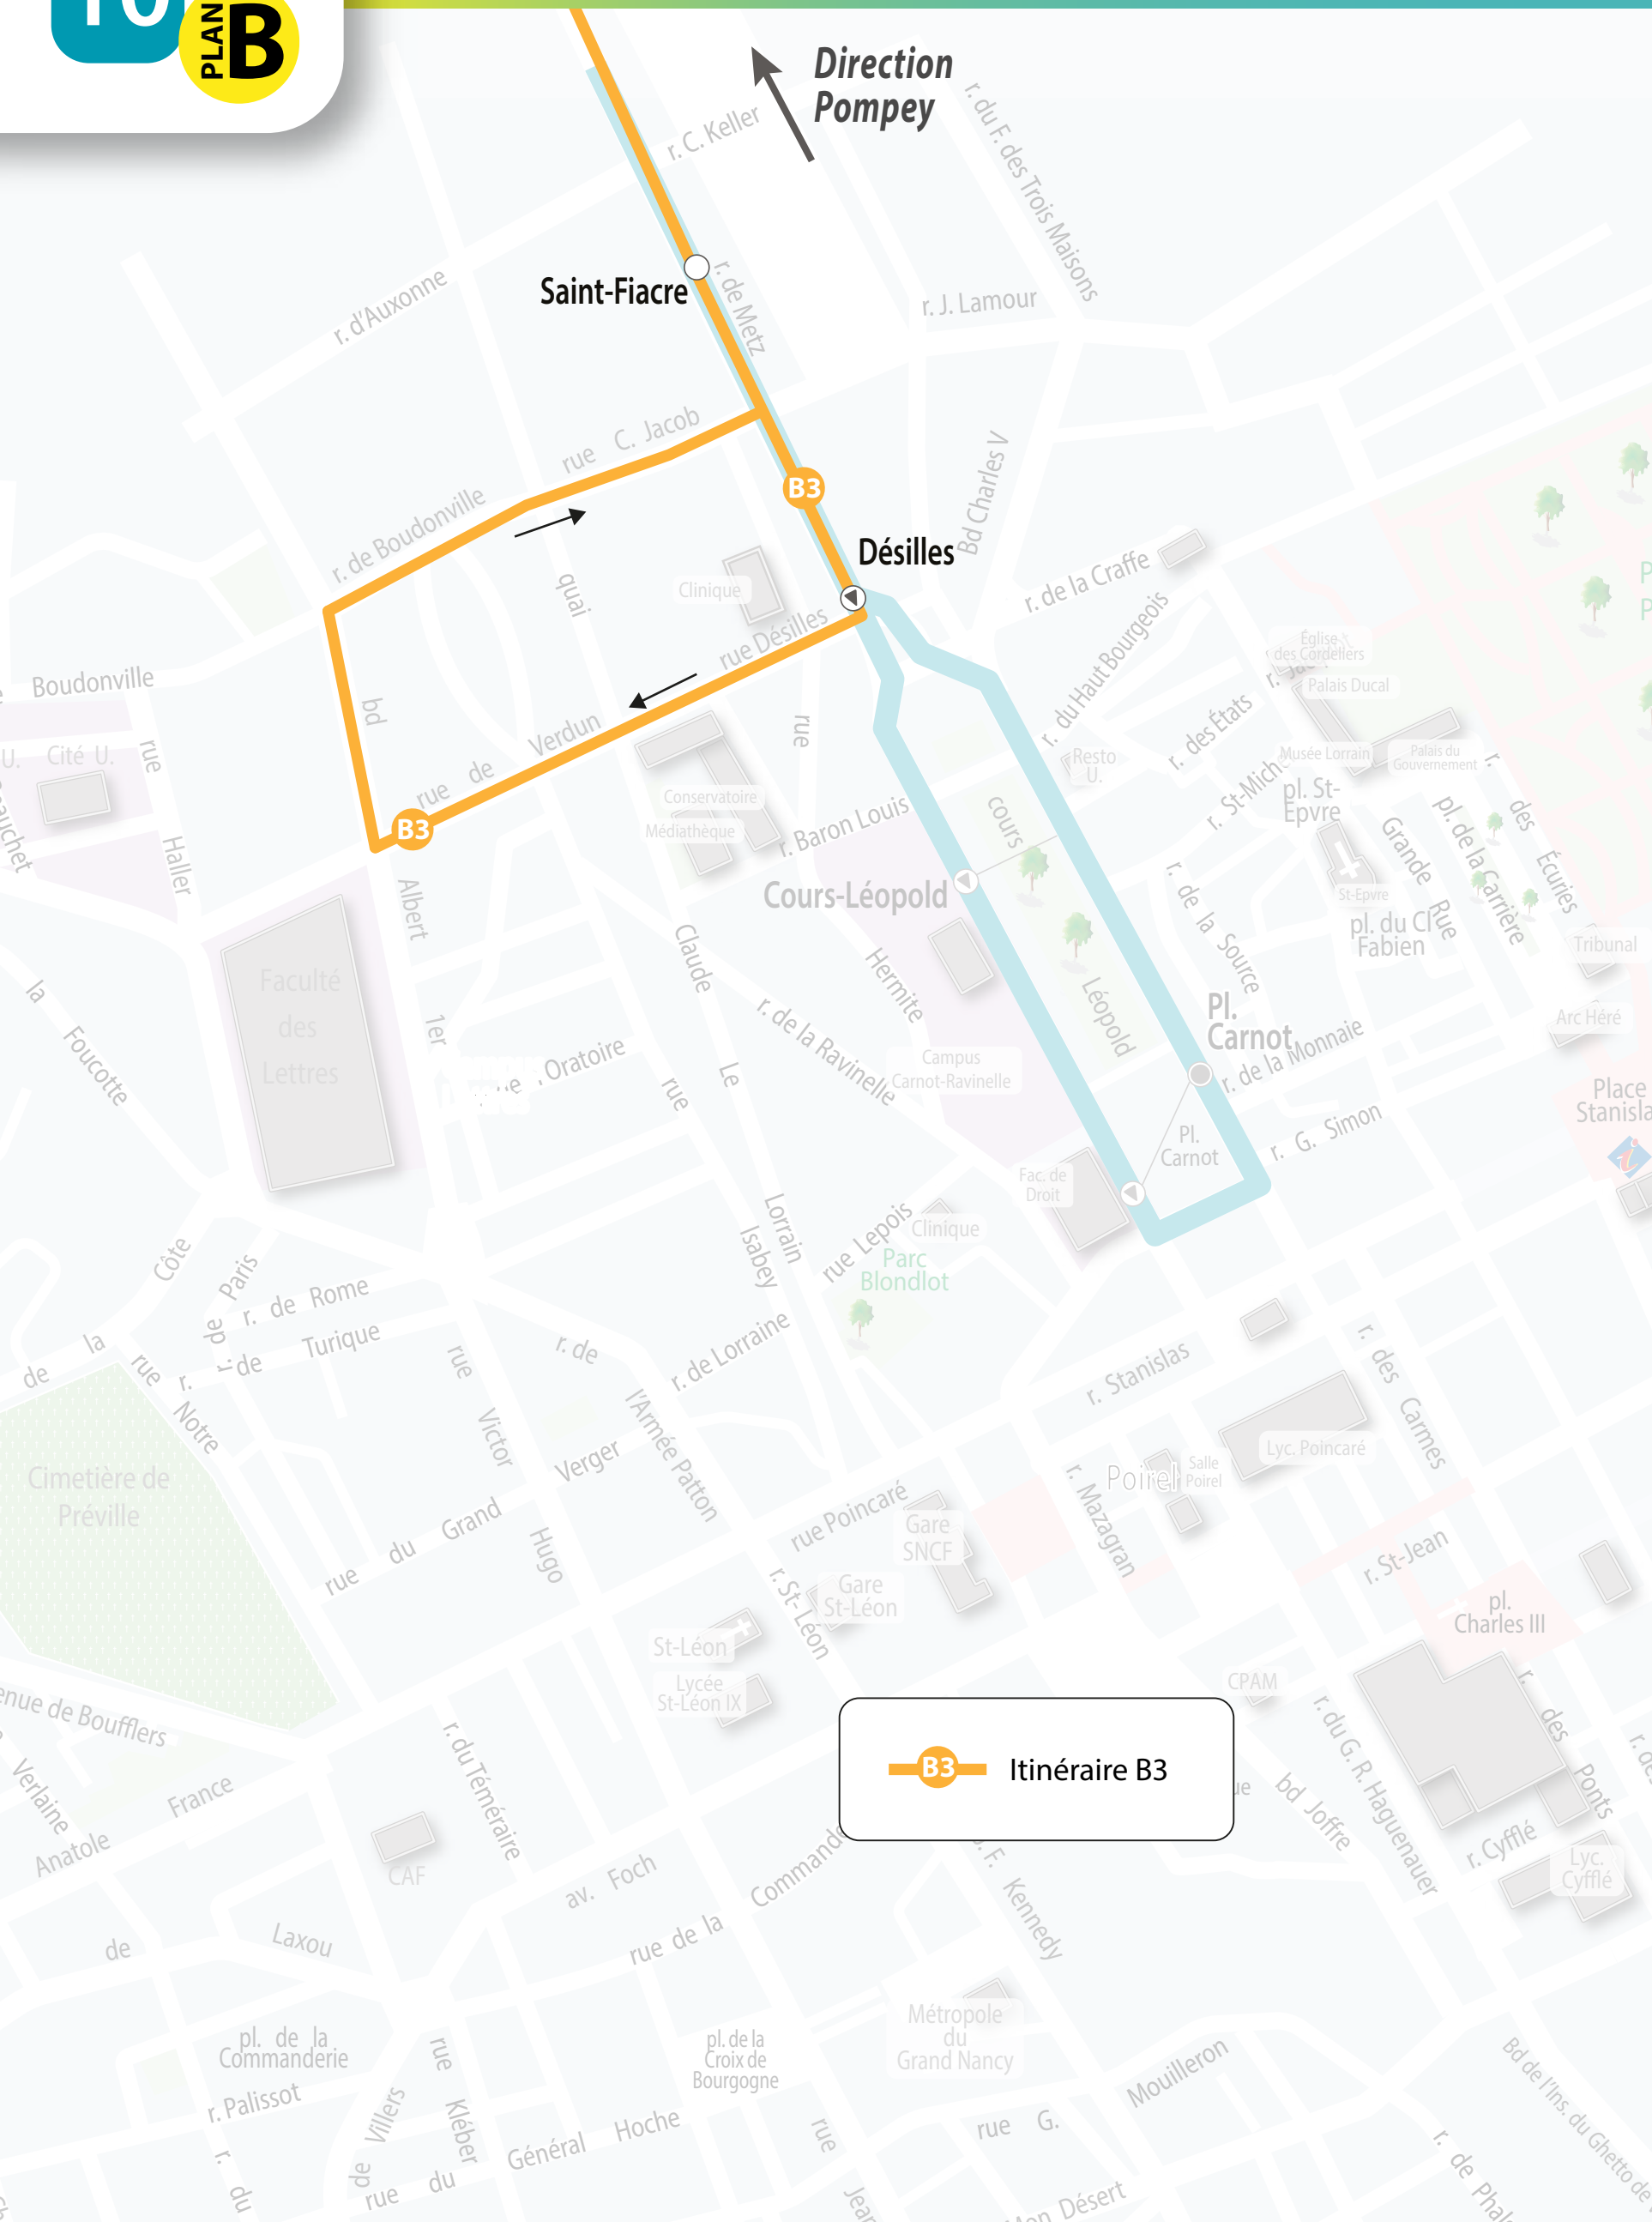 10
PLAN
B
Direction
Pompey
r. C. Keller
r. du F. des Trois Maisons
Saint-Fiacre
r. de Metz
r. d'Auxonne
r. J. Lamour
rue C. Jacob
B3
Bd Charles V
r. de Boudonville
Désilles
quai
Clinique
r. de la Craffe
rue Désilles
r. du Haut Bourgeois
Église
des Cordeliers
Palais Ducal
Boudonville
bd
rue
Verdun
r. des États
Musée Lorrain
Palais du
Gouvernement
r.
U.
Cité U.
rue
Resto
U.
rue de
Conservatoire
Médiathèque
r. Baron Louis
cours
pl. St-
Epvre
des
B3
Haller
Grande
Rue
pl. de la Carrière
Écuries
Albert
Cours-Léopold
r. de la Source
St-Epvre
pl. du Cl
Fabien
Tribunal
Claude
Hermite
Faculté
des
Lettres
Léopold
Pl.
Carnot
la
Foucotte
1er
Oratoire
r. de la Ravinelle
Campus
Carnot-Ravinelle
r. de la Monnaie
Arc Héré
Le
rue
Place
r. G. Simon
Pl.
Carnot
Fac. de
Droit
Lorrain
Isabey
rue Lepois
Clinique
Parc
Blondlot
Côte
Paris
r. de Rome
r. de
Turique
r. de
la
de
rue
Notre
r. de
l'Armée Patton
r. de Lorraine
r. Stanislas
r. des Carmes
rue
Victor
Hugo
Verger
Grand
du
rue
Cimetière de
Préville
Lyc. Poincaré
Poirel
Salle
Poirel
r. Mazagran
rue Poincaré
Gare
SNCF
Gare
St-Léon
r. St-Léon
r. St-Jean
pl.
Charles III
St-Léon
Lycée
St-Léon IX
CPAM
B3
Itinéraire B3
r. du G. R. Haguenauer
r. des Ponts
de Boufflers
Verlaine
France
Anatole
r. du Téméraire
CAF
bd Joffre
r. Cyfflé
Lyc.
Cyfflé
av. Foch
F. Kennedy
de
Laxou
rue de la
Métropole
du
Grand Nancy
pl. de la
Commanderie
r. Palissot
rue
Kléber
pl. de la
Croix de
Bourgogne
Mouilleron
rue G.
de Villers
rue du Général Hoche
r. du
rue
Désert